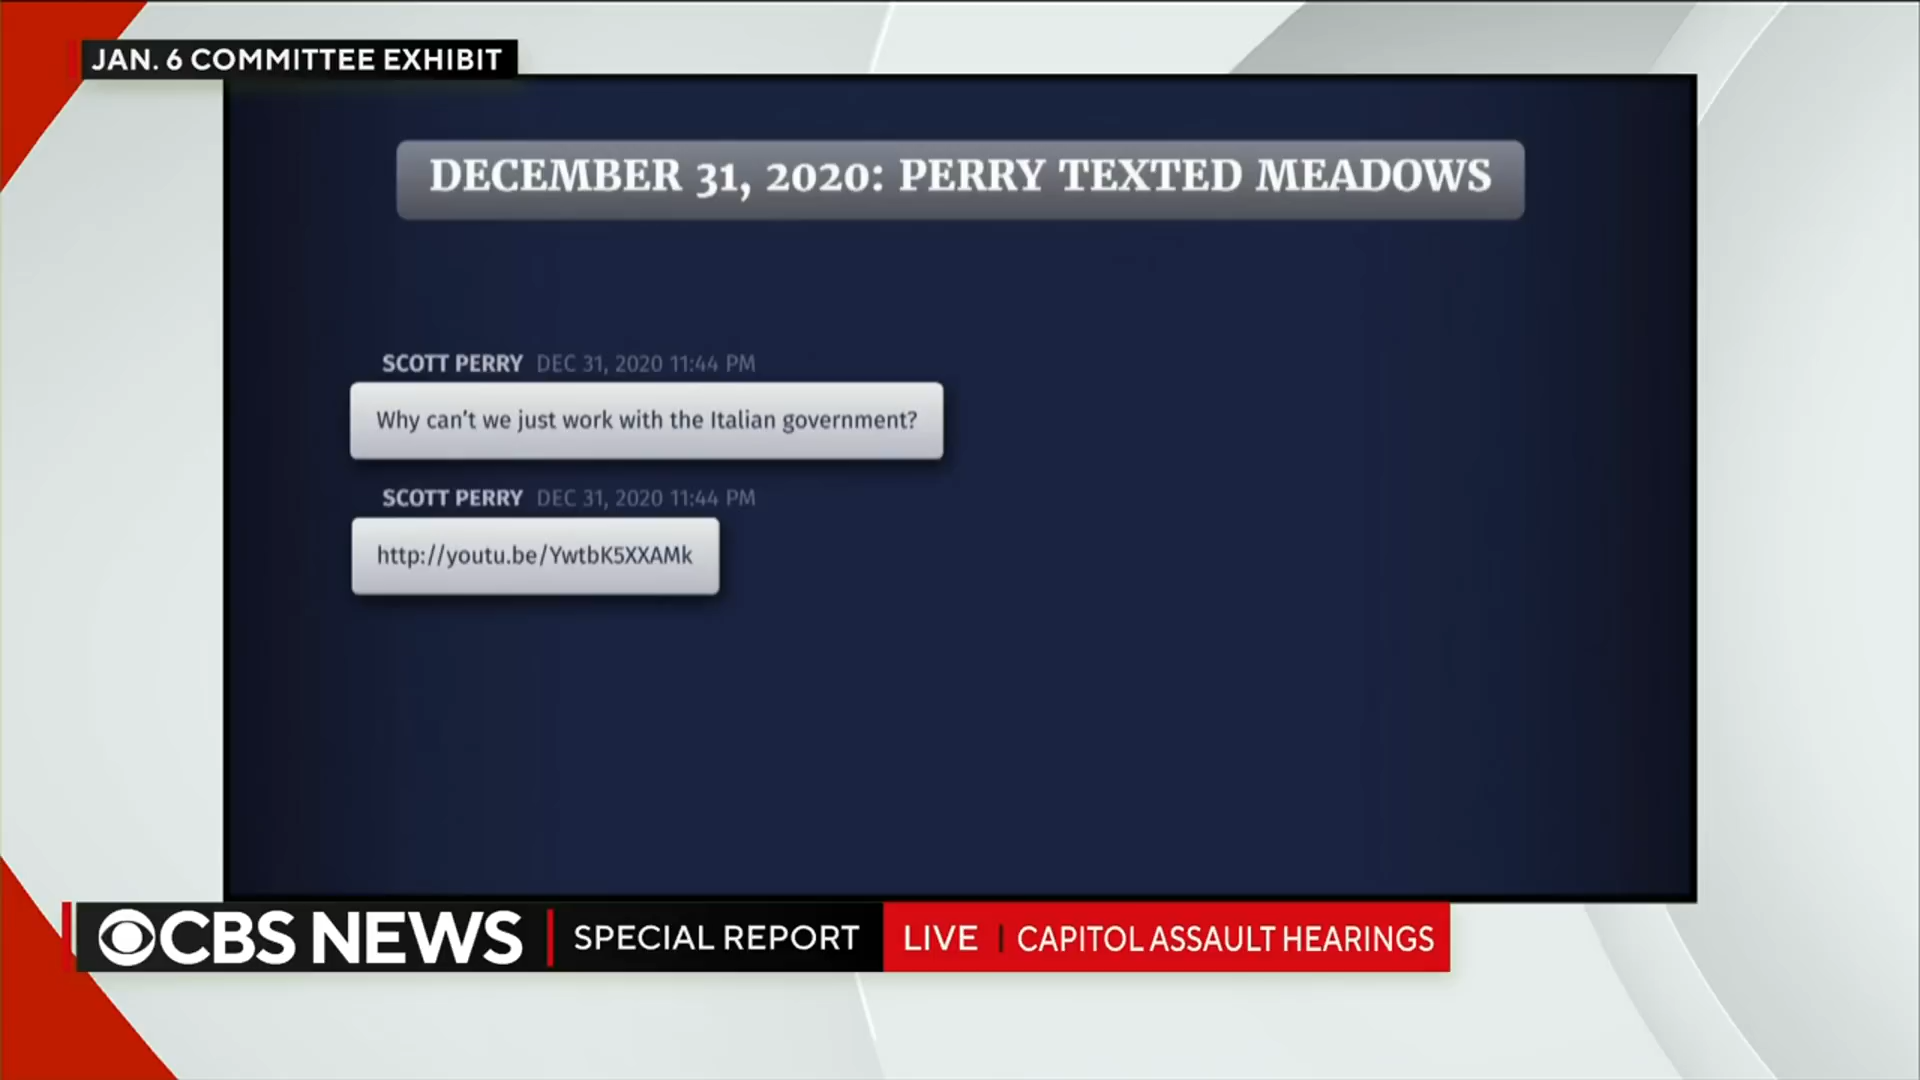 JAN. 6 COMMITTEE EXHIBIT
DECEMBER 31, 2020: PERRY TEXTED MEADOWS
SCOTT PERRY DEC 31, 2020 11:44 PM
Why can't we just work with the Italian government?
SCOTT PERRY DEC 31, 2020 11:44 PM
http://youtu.be/YwtbK5XXAMk
CBS NEWS SPECIAL REPORT LIVE CAPITOL ASSAULT HEARINGS